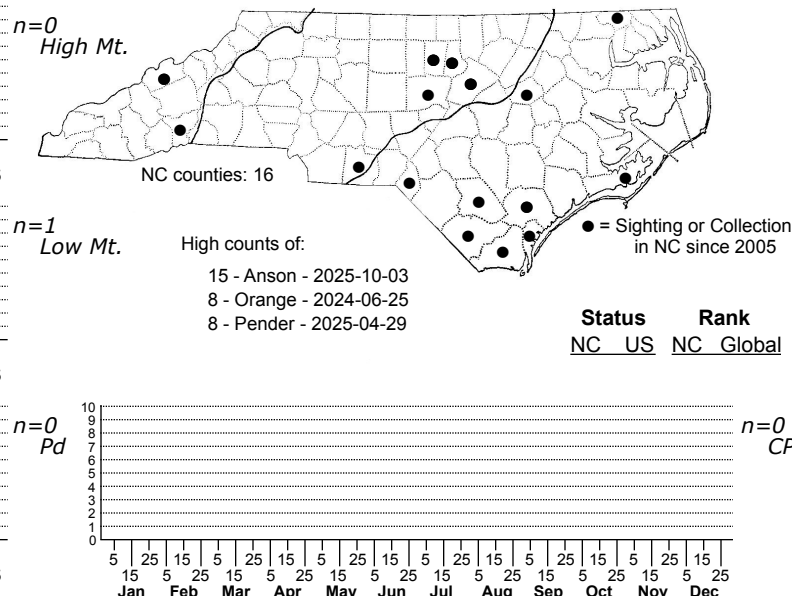 n=0
High Mt.
NC counties: 16
n=1
Low Mt.
High counts of:
15 - Anson - 2025-10-03
8 - Orange - 2024-06-25
8 - Pender - 2025-04-29
● = Sighting or Collection
in NC since 2005
Status Rank
NC US NC Global
n=0
Pd
10
9
8
7
6
5
4
3
2
1
0
n=0
CP
5 25 15 5 25 15 5 25 15 5 25 15 5 25 15 5 25 15
15 5 25 15 5 25 15 5 25 15 5 25 15 5 25 15 5 25
Jan Feb Mar Apr May Jun Jul Aug Sep Oct Nov Dec